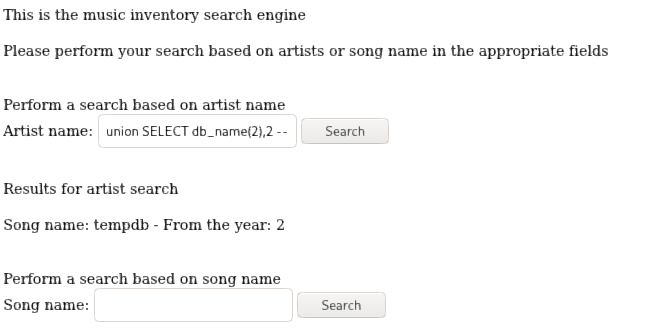 This is the music inventory search engine
Please perform your search based on artists or song name in the appropriate fields
Perform a search based on artist name
Artist name: union SELECT db_name(2),2 -- Search
Results for artist search
Song name: tempdb - From the year: 2
Perform a search based on song name
Song name: Search